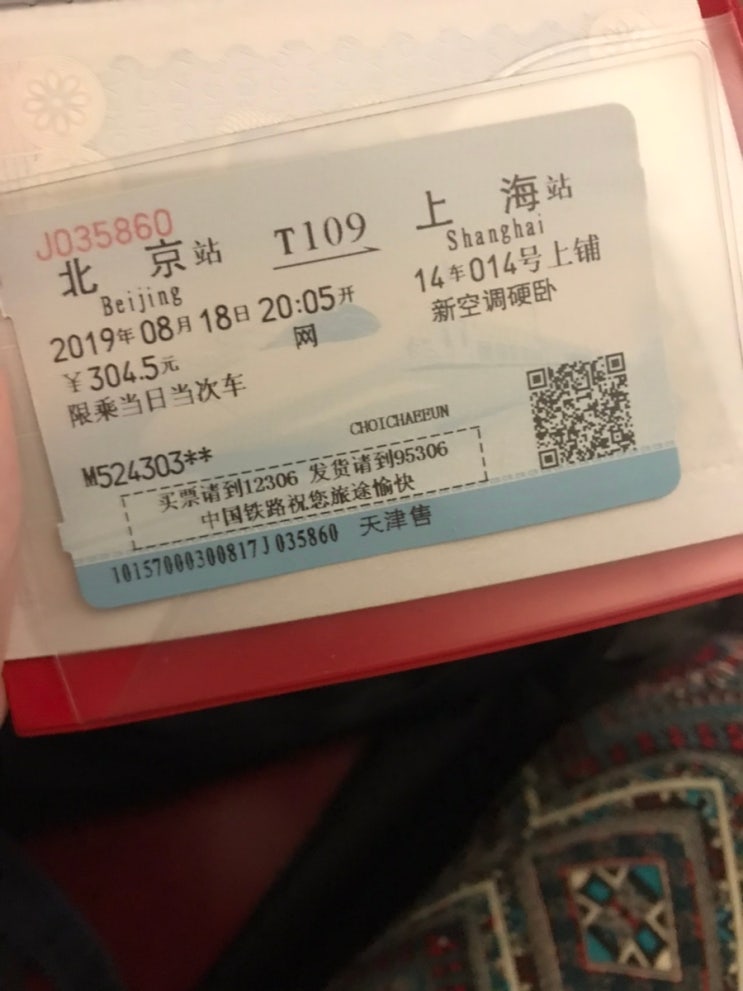 J035860
北京站 T109 上海站
Beijing Shanghai
2019年08月18日 20:05开 14车014号上铺
¥304.5元 网 新空调硬卧
限乘当日当次车
CHOICHAEEUN
M524303**
买票请到12306 发货请到95306
中国铁路祝您旅途愉快
10157000300817J035860 天津售